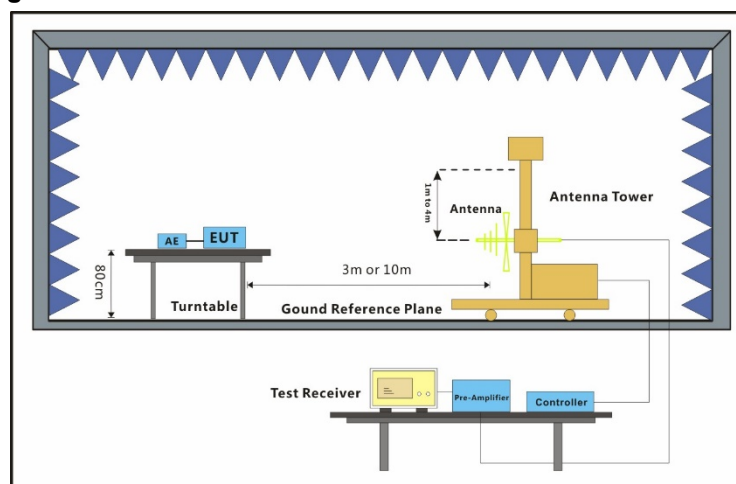 1m to 4m
Antenna Tower
Antenna
AE
EUT
80cm
3m or 10m
Turntable
Gound Reference Plane
Test Receiver
Pre-Amplifier
Controller